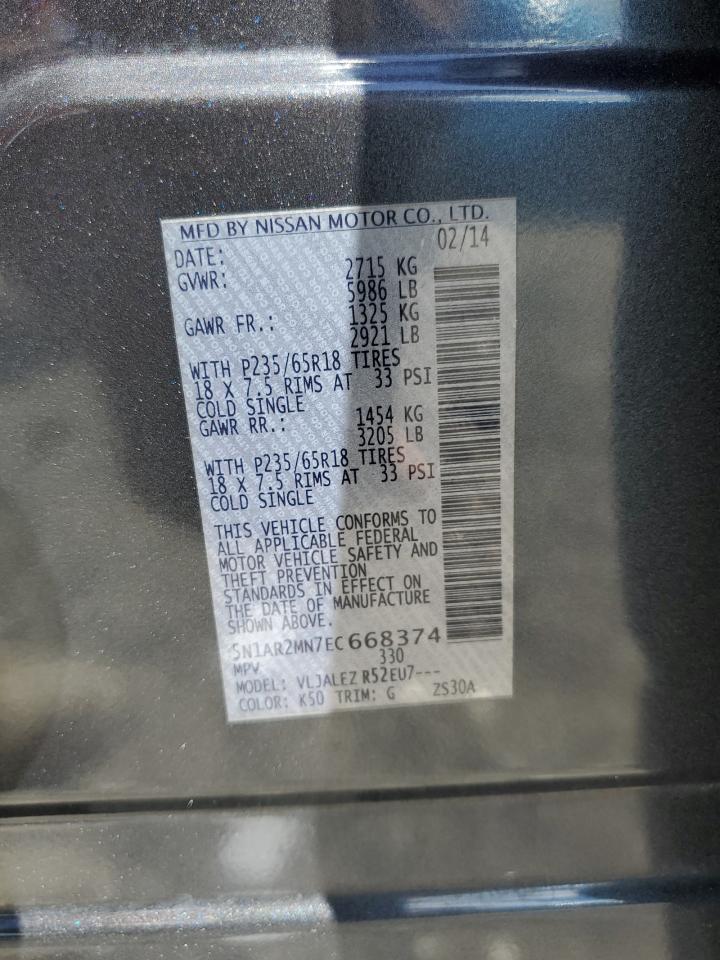 MFD BY NISSAN MOTOR CO., LTD.
DATE: 02/14
GVWR: 2715 KG
5986 LB
GAWR FR.: 1325 KG
2921 LB
WITH P235/65R18 TIRES
18 X 7.5 RIMS AT 33 PSI
COLD SINGLE
GAWR RR.: 1454 KG
3205 LB
WITH P235/65R18 TIRES
18 X 7.5 RIMS AT 33 PSI
COLD SINGLE
THIS VEHICLE CONFORMS TO
ALL APPLICABLE FEDERAL
MOTOR VEHICLE SAFETY AND
THEFT PREVENTION
STANDARDS IN EFFECT ON
THE DATE OF MANUFACTURE
SHOWN ABOVE.
5N1AR2MN7EC668374
MPV 330
MODEL: VLJALEZ R52EU7---
COLOR: K50 TRIM: G ZS30A